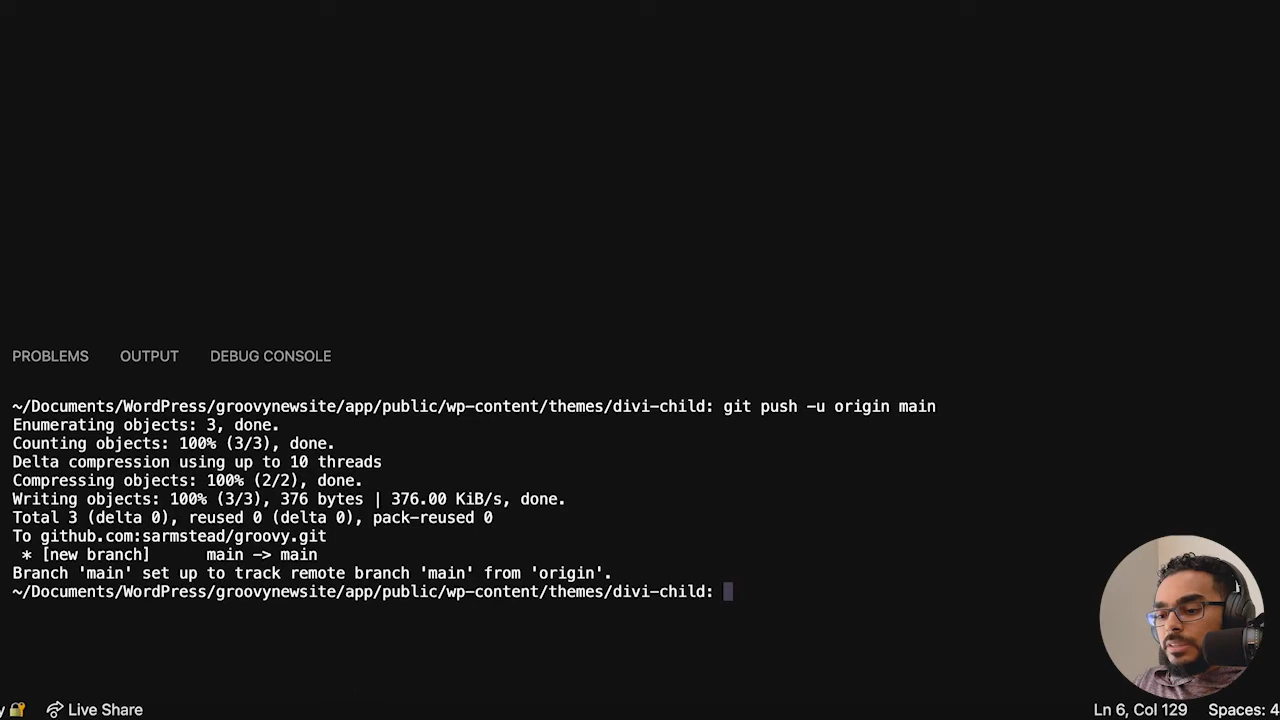 PROBLEMS OUTPUT DEBUG CONSOLE
~/Documents/WordPress/groovynewsite/app/public/wp-content/themes/divi-child: git push -u origin main
Enumerating objects: 3, done.
Counting objects: 100% (3/3), done.
Delta compression using up to 10 threads
Compressing objects: 100% (2/2), done.
Writing objects: 100% (3/3), 376 bytes | 376.00 KiB/s, done.
Total 3 (delta 0), reused 0 (delta 0), pack-reused 0
To github.com:sarmstead/groovy.git
 * [new branch]      main -> main
Branch 'main' set up to track remote branch 'main' from 'origin'.
~/Documents/WordPress/groovynewsite/app/public/wp-content/themes/divi-child:
y 🔐 Live Share Ln 6, Col 129 Spaces: 4